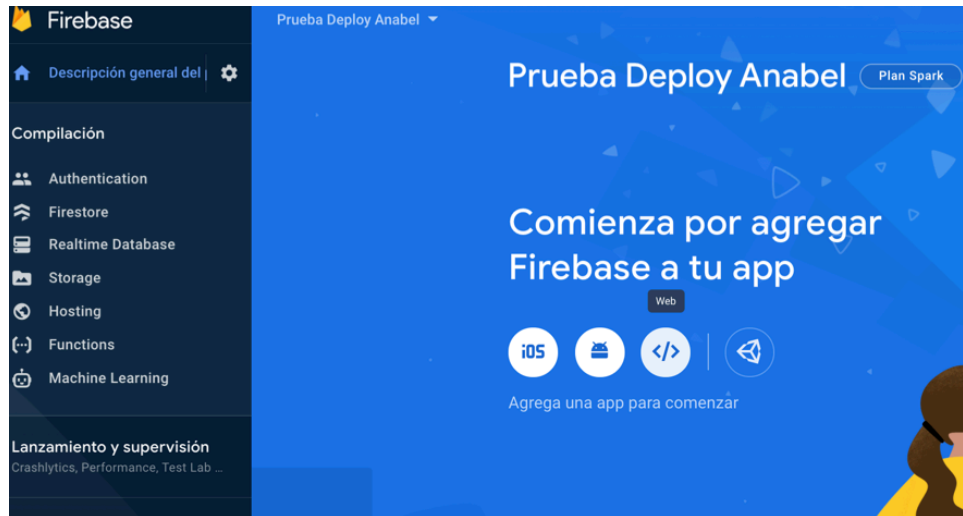 Firebase
Descripción general del
Compilación
Authentication
Firestore
Realtime Database
Storage
Hosting
Functions
Machine Learning
Lanzamiento y supervisión
Crashlytics, Performance, Test Lab ...
Prueba Deploy Anabel
Prueba Deploy Anabel Plan Spark
Comienza por agregar
Firebase a tu app
Web
iOS </>
Agrega una app para comenzar